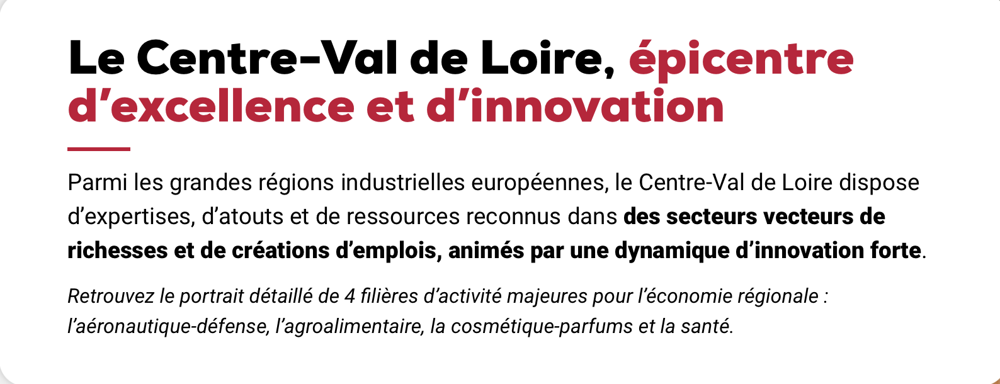 Le Centre-Val de Loire, épicentre
d’excellence et d’innovation
Parmi les grandes régions industrielles européennes, le Centre-Val de Loire dispose
d’expertises, d’atouts et de ressources reconnus dans des secteurs vecteurs de
richesses et de créations d’emplois, animés par une dynamique d’innovation forte.
Retrouvez le portrait détaillé de 4 filières d’activité majeures pour l’économie régionale :
l’aéronautique-défense, l’agroalimentaire, la cosmétique-parfums et la santé.